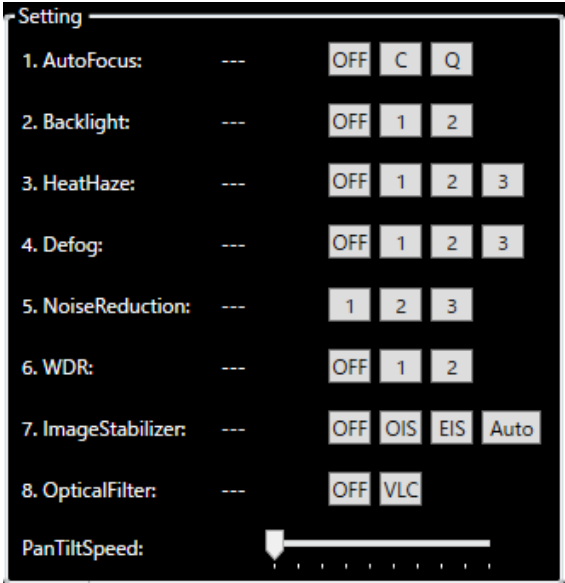 Setting
1. AutoFocus: --- OFF C Q
2. Backlight: --- OFF 1 2
3. HeatHaze: --- OFF 1 2 3
4. Defog: --- OFF 1 2 3
5. NoiseReduction: --- 1 2 3
6. WDR: --- OFF 1 2
7. ImageStabilizer: --- OFF OIS EIS Auto
8. OpticalFilter: --- OFF VLC
PanTiltSpeed: